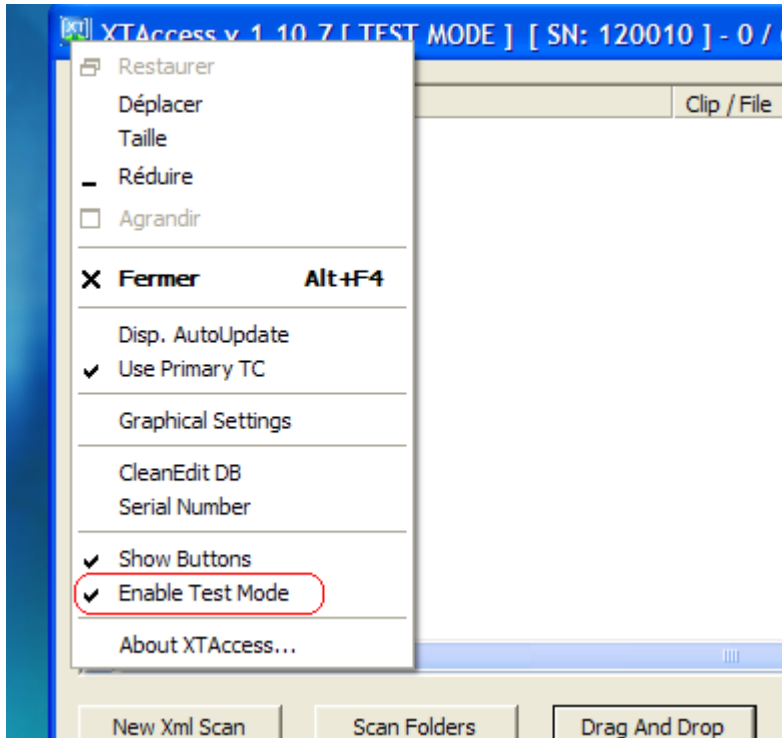 XTAccess v 1.10.7 [ TEST MODE ] [ SN: 120010 ] - 0 /
Restaurer
Déplacer
Clip / File
Taille
Réduire
Agrandir
Fermer Alt+F4
Disp. AutoUpdate
Use Primary TC
Graphical Settings
CleanEdit DB
Serial Number
Show Buttons
Enable Test Mode
About XTAccess...
New Xml Scan Scan Folders Drag And Drop